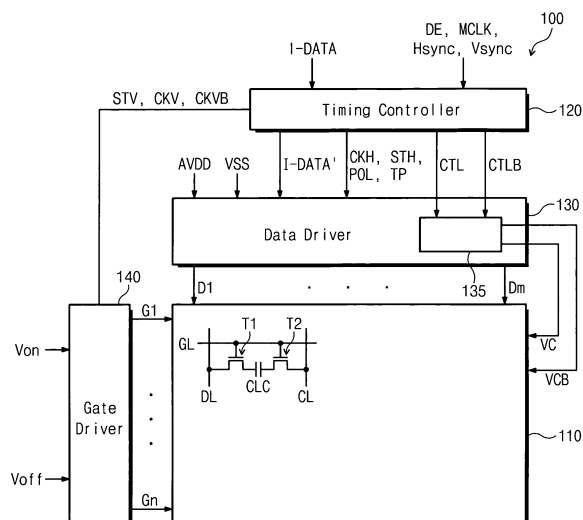 100
DE, MCLK,
Hsync, Vsync
I-DATA
STV, CKV, CKVB
Timing Controller
120
AVDD
VSS
I-DATA'
CKH, STH,
POL, TP
CTL
CTLB
130
Data Driver
135
140
D1
· · ·
Dm
G1
VC
VCB
Von
GL
T1
T2
CLC
DL
CL
Gate
Driver
110
Voff
Gn